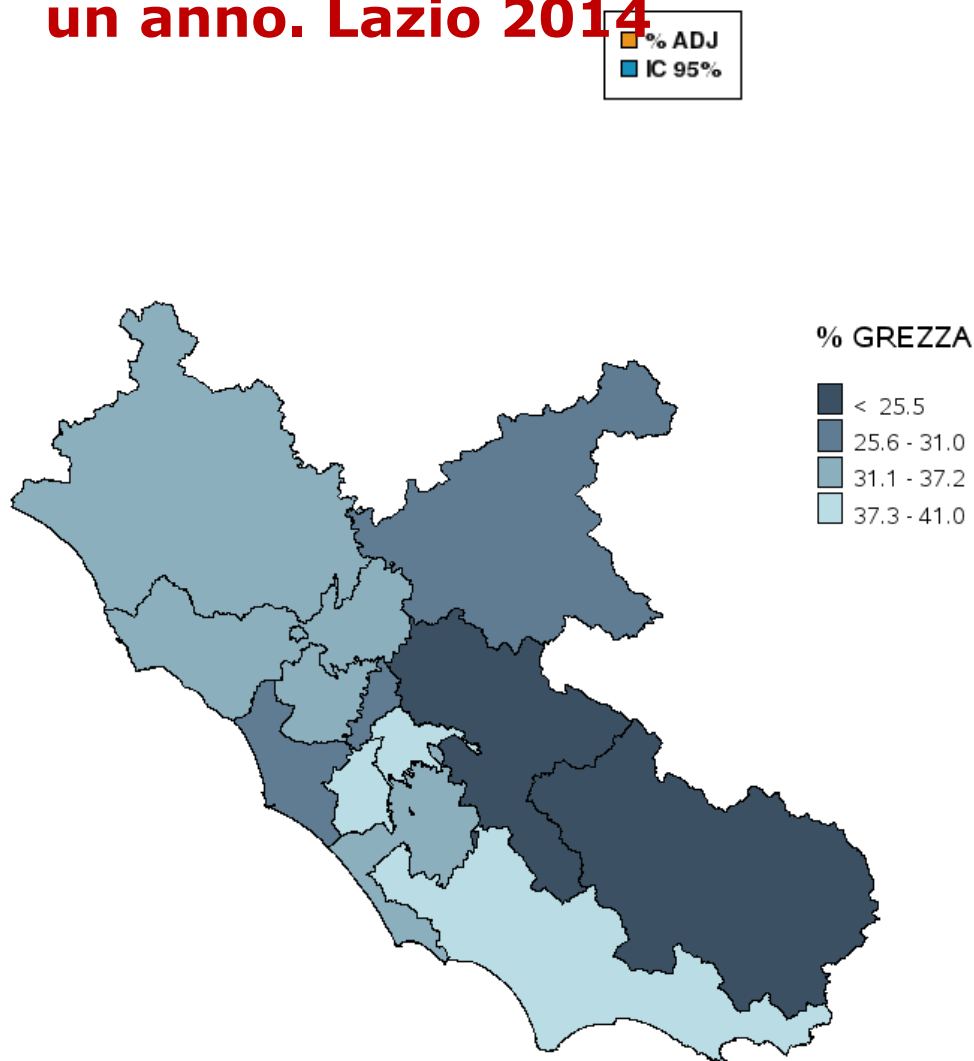 un anno. Lazio 2014
% ADJ
IC 95%
% GREZZA
< 25.5
25.6 - 31.0
31.1 - 37.2
37.3 - 41.0